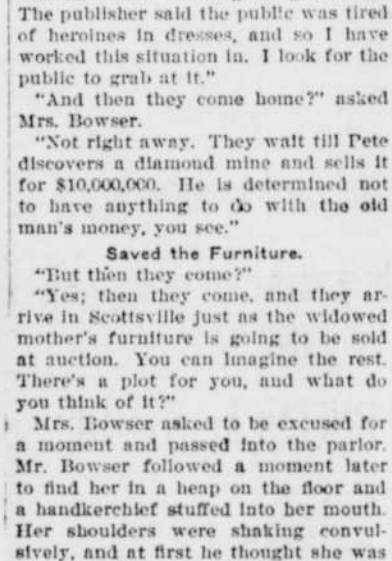 The publisher said the public was tired
of heroines in dresses, and so I have
worked this situation in. I look for the
public to grab at it."
"And then they come home?" asked
Mrs. Bowser.
"Not right away. They wait till Pete
discovers a diamond mine and sells it
for $10,000,000. He is determined not
to have anything to do with the old
man's money, you see."
Saved the Furniture.
"But then they come?"
"Yes; then they come, and they ar-
rive in Scottsville just as the widowed
mother's furniture is going to be sold
at auction. You can imagine the rest.
There's a plot for you, and what do
you think of it?"
Mrs. Bowser asked to be excused for
a moment and passed into the parlor.
Mr. Bowser followed a moment later
to find her in a heap on the floor and
a handkerchief stuffed into her mouth.
Her shoulders were shaking convul-
sively, and at first he thought she was